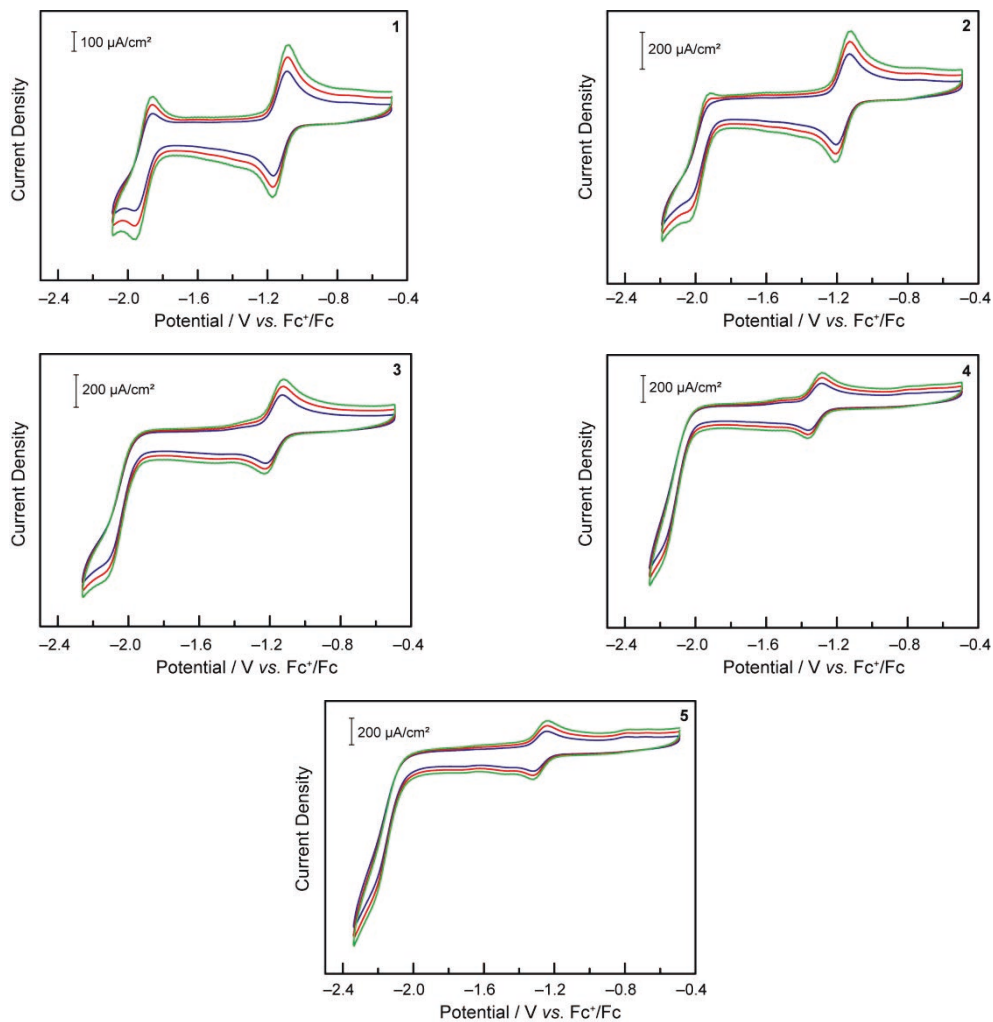 1
100 µA/cm²
Current Density
–2.4 –2.0 –1.6 –1.2 –0.8 –0.4
Potential / V vs. Fc⁺/Fc
2
200 µA/cm²
Current Density
–2.4 –2.0 –1.6 –1.2 –0.8 –0.4
Potential / V vs. Fc⁺/Fc
3
200 µA/cm²
Current Density
–2.4 –2.0 –1.6 –1.2 –0.8 –0.4
Potential / V vs. Fc⁺/Fc
4
200 µA/cm²
Current Density
–2.4 –2.0 –1.6 –1.2 –0.8 –0.4
Potential / V vs. Fc⁺/Fc
5
200 µA/cm²
Current Density
–2.4 –2.0 –1.6 –1.2 –0.8 –0.4
Potential / V vs. Fc⁺/Fc